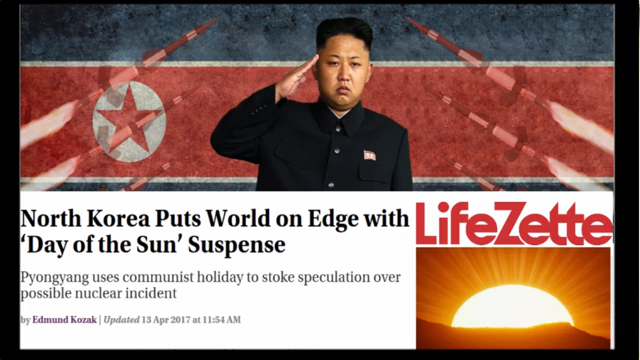 North Korea Puts World on Edge with
'Day of the Sun' Suspense
Pyongyang uses communist holiday to stoke speculation over
possible nuclear incident
by Edmund Kozak | Updated 13 Apr 2017 at 11:54 AM
LifeZette